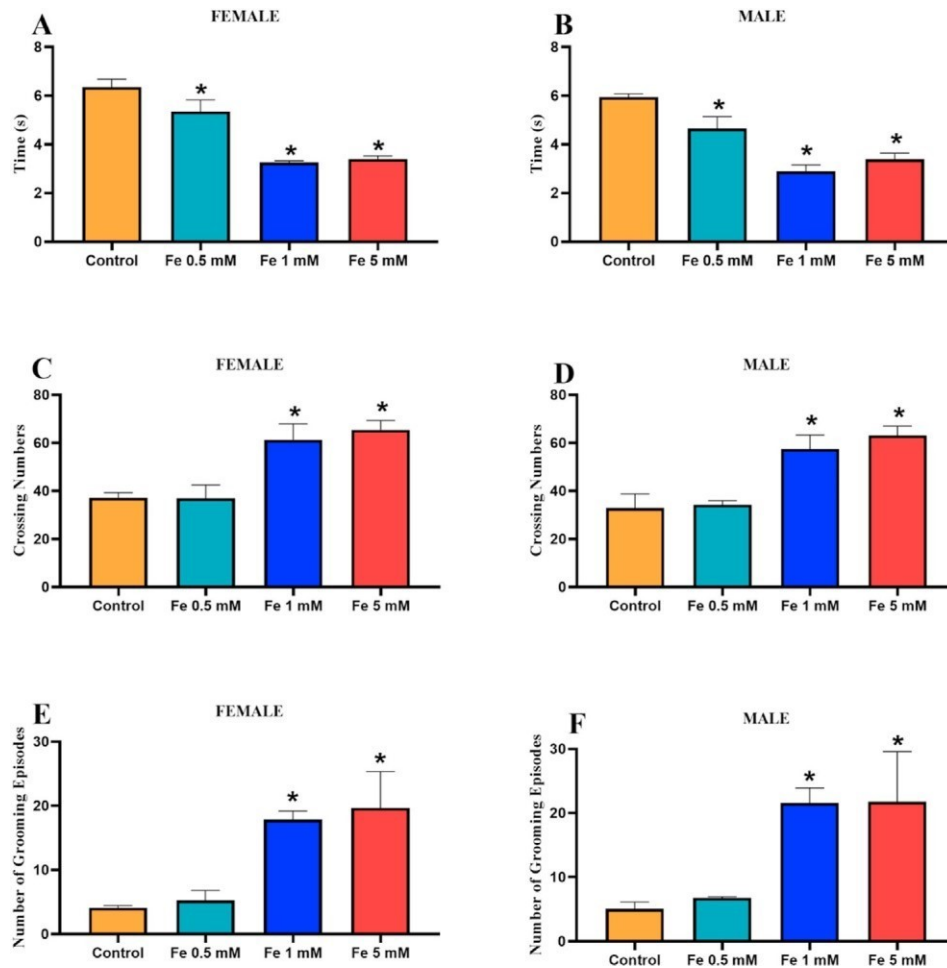 A
FEMALE
Time (s)
8
6
4
2
0
*
*
*
Control
Fe 0.5 mM
Fe 1 mM
Fe 5 mM
B
MALE
Time (s)
8
6
4
2
0
*
*
*
Control
Fe 0.5 mM
Fe 1 mM
Fe 5 mM
C
FEMALE
Crossing Numbers
80
60
40
20
0
*
*
Control
Fe 0.5 mM
Fe 1 mM
Fe 5 mM
D
MALE
Crossing Numbers
80
60
40
20
0
*
*
Control
Fe 0.5 mM
Fe 1 mM
Fe 5 mM
E
FEMALE
Number of Grooming Episodes
30
20
10
0
*
*
Control
Fe 0.5 mM
Fe 1 mM
Fe 5 mM
F
MALE
Number of Grooming Episodes
30
20
10
0
*
*
Control
Fe 0.5 mM
Fe 1 mM
Fe 5 mM